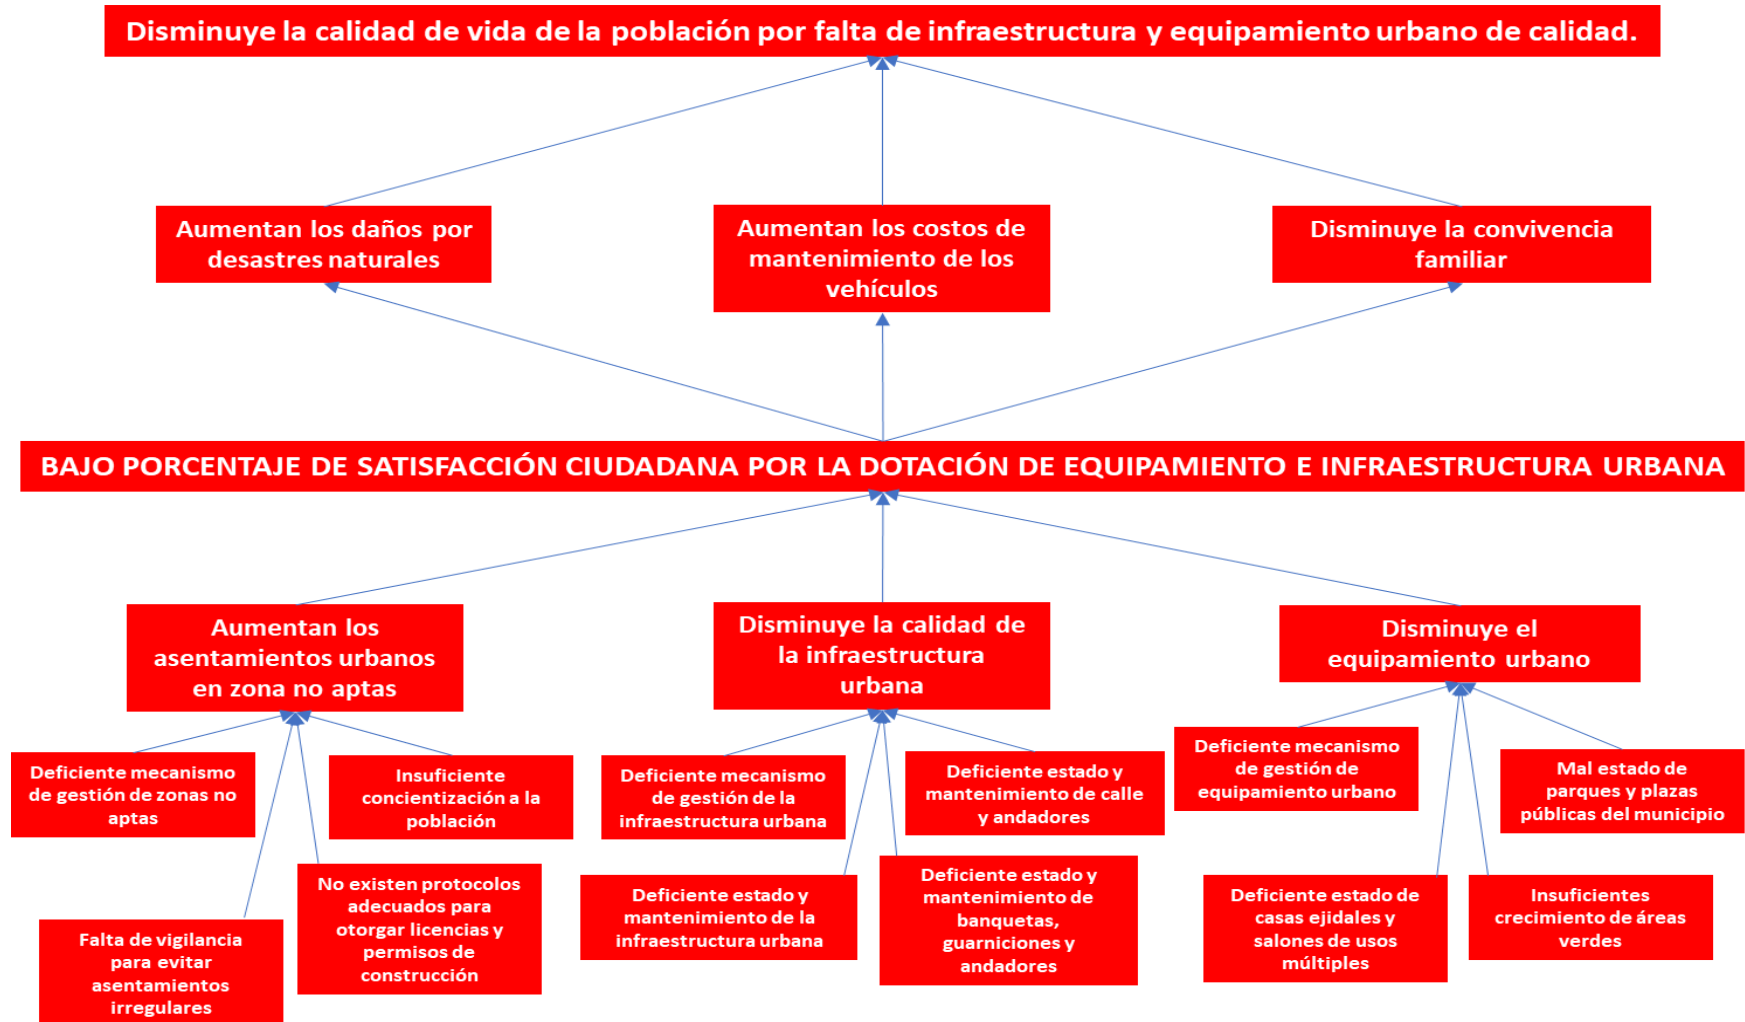 Disminuye la calidad de vida de la población por falta de infraestructura y equipamiento urbano de calidad.
Aumentan los daños por
desastres naturales
Aumentan los costos de
mantenimiento de los
vehículos
Disminuye la convivencia
familiar
BAJO PORCENTAJE DE SATISFACCIÓN CIUDADANA POR LA DOTACIÓN DE EQUIPAMIENTO E INFRAESTRUCTURA URBANA
Aumentan los
asentamientos urbanos
en zona no aptas
Disminuye la calidad de
la infraestructura
urbana
Disminuye el
equipamiento urbano
Deficiente mecanismo
de gestión de zonas no
aptas
Insuficiente
concientización a la
población
Falta de vigilancia
para evitar
asentamientos
irregulares
No existen protocolos
adecuados para
otorgar licencias y
permisos de
construcción
Deficiente mecanismo
de gestión de la
infraestructura urbana
Deficiente estado y
mantenimiento de calle
y andadores
Deficiente estado y
mantenimiento de la
infraestructura urbana
Deficiente estado y
mantenimiento de
banquetas,
guarniciones y
andadores
Deficiente mecanismo
de gestión de
equipamiento urbano
Mal estado de
parques y plazas
públicas del municipio
Deficiente estado de
casas ejidales y
salones de usos
múltiples
Insuficientes
crecimiento de áreas
verdes